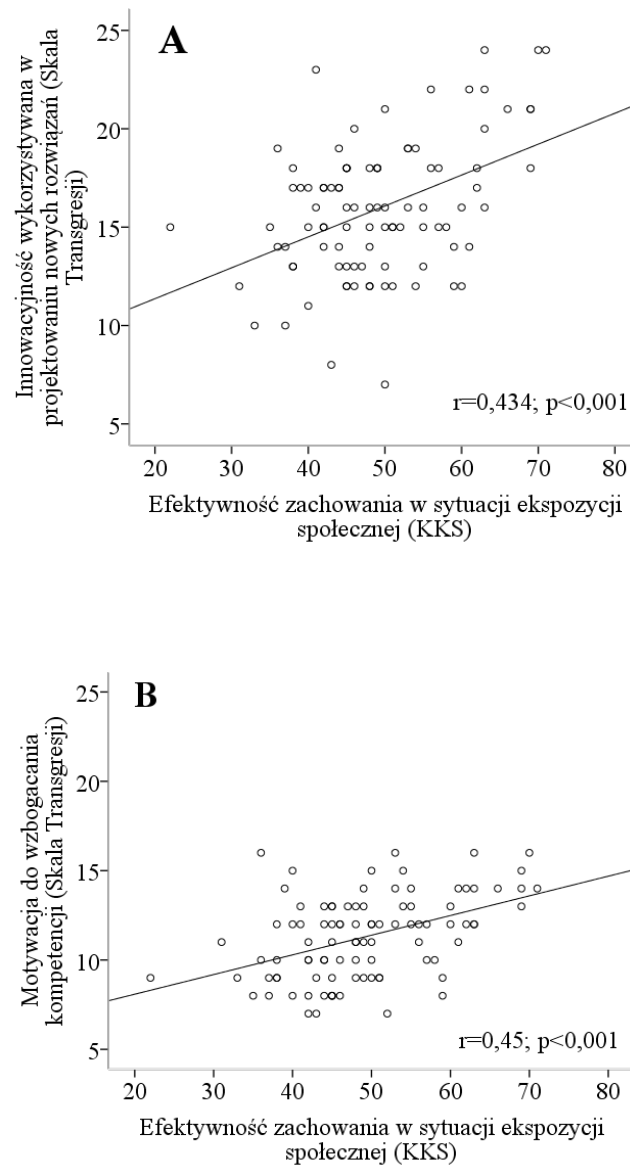 A
Innowacyjność wykorzystywana w
projektowaniu nowych rozwiązań (Skala
Transgresji)
25
20
15
10
5
r=0,434; p<0,001
20 30 40 50 60 70 80
Efektywność zachowania w sytuacji ekspozycji
społecznej (KKS)
B
Motywacja do wzbogacania
kompetencji (Skala Transgresji)
25
20
15
10
5
r=0,45; p<0,001
20 30 40 50 60 70 80
Efektywność zachowania w sytuacji ekspozycji
społecznej (KKS)